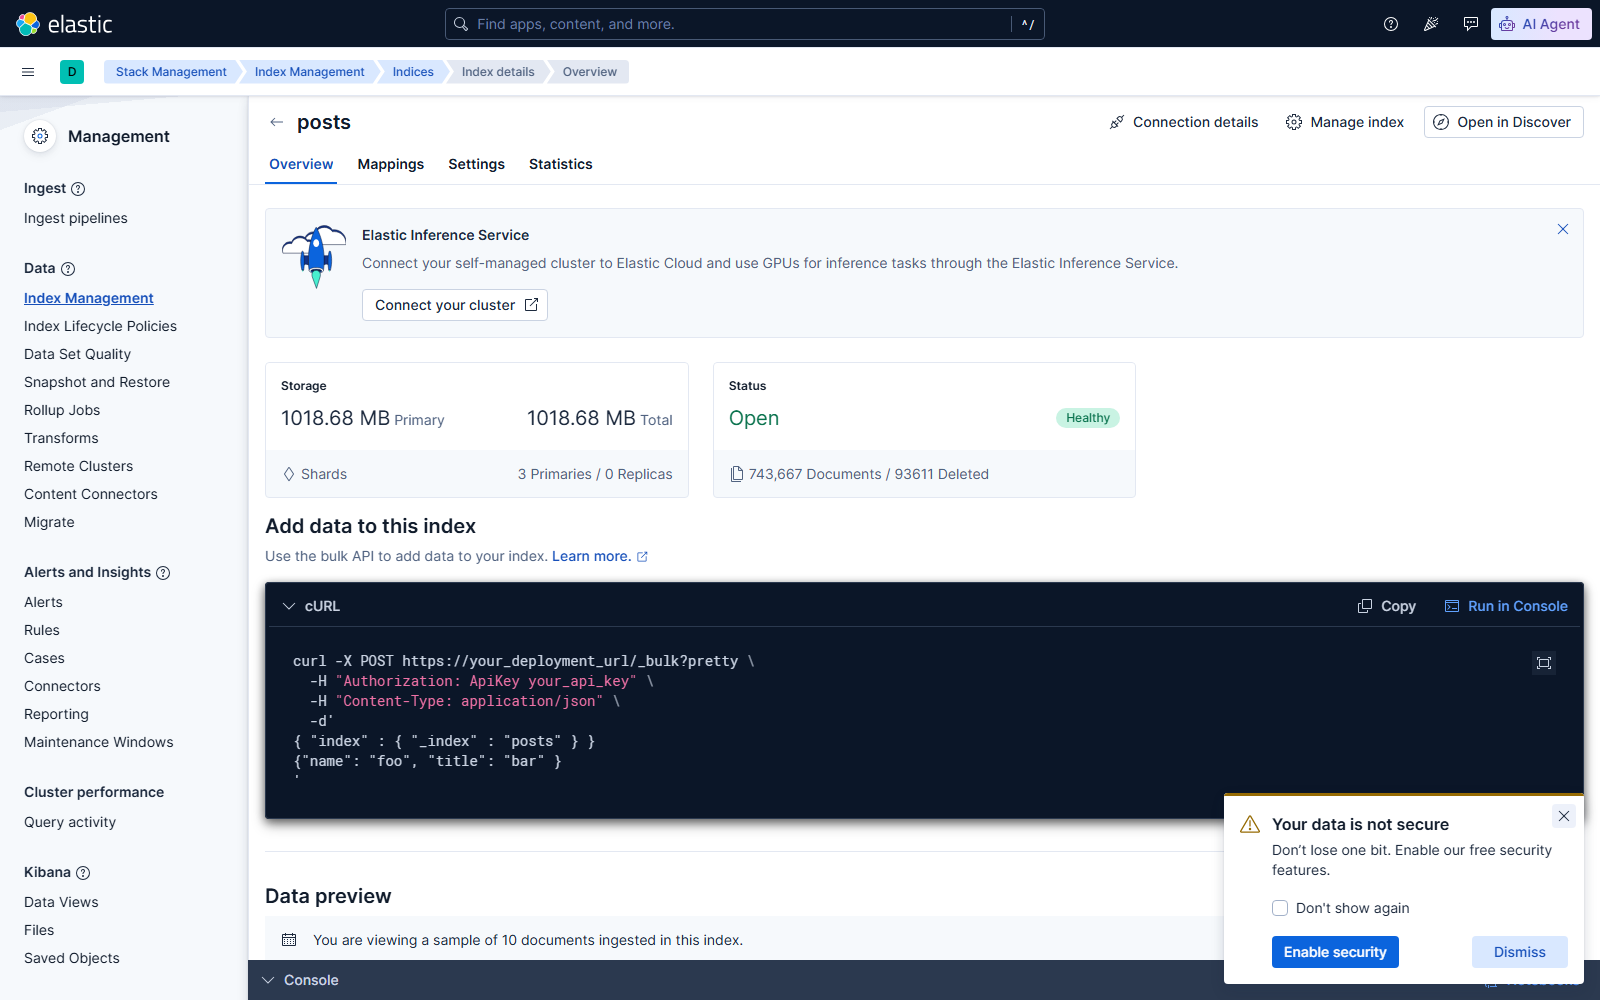 elastic
Find apps, content, and more.
^ /
AI Agent
D
Stack Management
Index Management
Indices
Index details
Overview
Management
Ingest
Ingest pipelines
Data
Index Management
Index Lifecycle Policies
Data Set Quality
Snapshot and Restore
Rollup Jobs
Transforms
Remote Clusters
Content Connectors
Migrate
Alerts and Insights
Alerts
Rules
Cases
Connectors
Reporting
Maintenance Windows
Cluster performance
Query activity
Kibana
Data Views
Files
Saved Objects
posts
Connection details
Manage index
Open in Discover
Overview
Mappings
Settings
Statistics
Elastic Inference Service
Connect your self-managed cluster to Elastic Cloud and use GPUs for inference tasks through the Elastic Inference Service.
Connect your cluster
Storage
1018.68 MB Primary
1018.68 MB Total
Shards
3 Primaries / 0 Replicas
Status
Open
Healthy
743,667 Documents / 93611 Deleted
Add data to this index
Use the bulk API to add data to your index. Learn more.
cURL
Copy
Run in Console
curl -X POST https://your_deployment_url/_bulk?pretty \
-H "Authorization: ApiKey your_api_key" \
-H "Content-Type: application/json" \
-d'
{ "index" : { "_index" : "posts" } }
{"name": "foo", "title": "bar" }
'
Data preview
You are viewing a sample of 10 documents ingested in this index.
Console
Your data is not secure
Don't lose one bit. Enable our free security
features.
Don't show again
Enable security
Dismiss